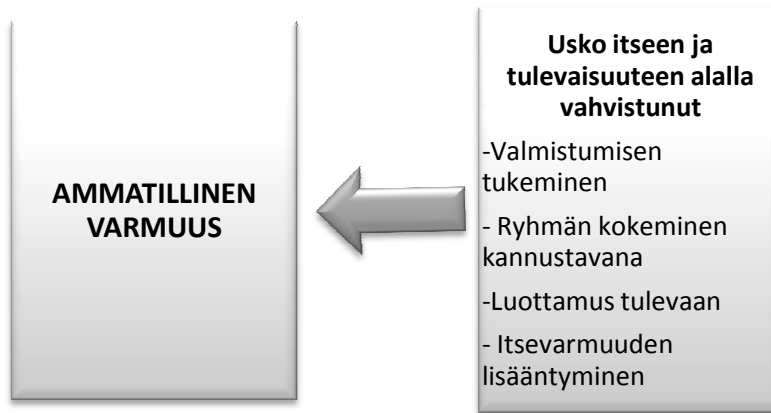 AMMATILLINEN
VARMUUS
Usko itseen ja
tulevaisuuteen alalla
vahvistunut
-Valmistumisen
tukeminen
- Ryhmän kokeminen
kannustavana
-Luottamus tulevaan
- Itsevarmuuden
lisääntyminen